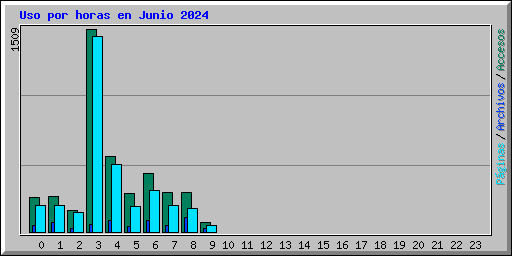 Uso por horas en Junio 2024
1509
Páginas / Archivos / Accesos
0 1 2 3 4 5 6 7 8 9 10 11 12 13 14 15 16 17 18 19 20 21 22 23